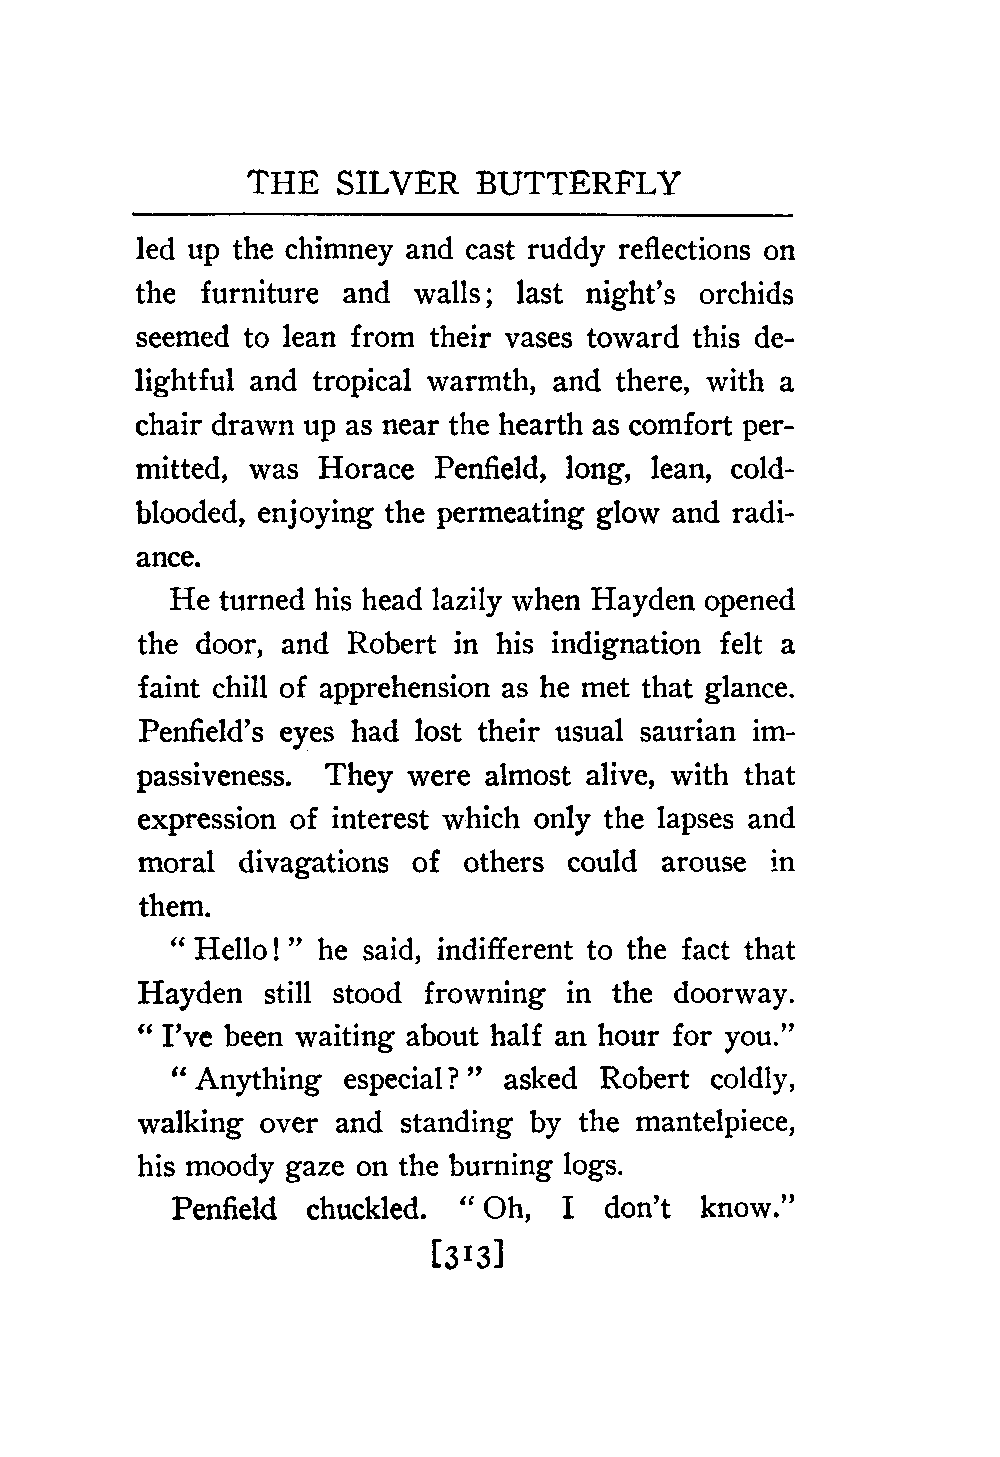 THE SILVER BUTTERFLY
led up the chimney and cast ruddy reflections on
the furniture and walls; last night's orchids
seemed to lean from their vases toward this de-
lightful and tropical warmth, and there, with a
chair drawn up as near the hearth as comfort per-
mitted, was Horace Penfield, long, lean, cold-
blooded, enjoying the permeating glow and radi-
ance.
He turned his head lazily when Hayden opened
the door, and Robert in his indignation felt a
faint chill of apprehension as he met that glance.
Penfield's eyes had lost their usual saurian im-
passiveness. They were almost alive, with that
expression of interest which only the lapses and
moral divagations of others could arouse in
them.
" Hello! " he said, indifferent to the fact that
Hayden still stood frowning in the doorway.
" I've been waiting about half an hour for you."
" Anything especial? " asked Robert coldly,
walking over and standing by the mantelpiece,
his moody gaze on the burning logs.
Penfield chuckled. " Oh, I don't know."
[313]